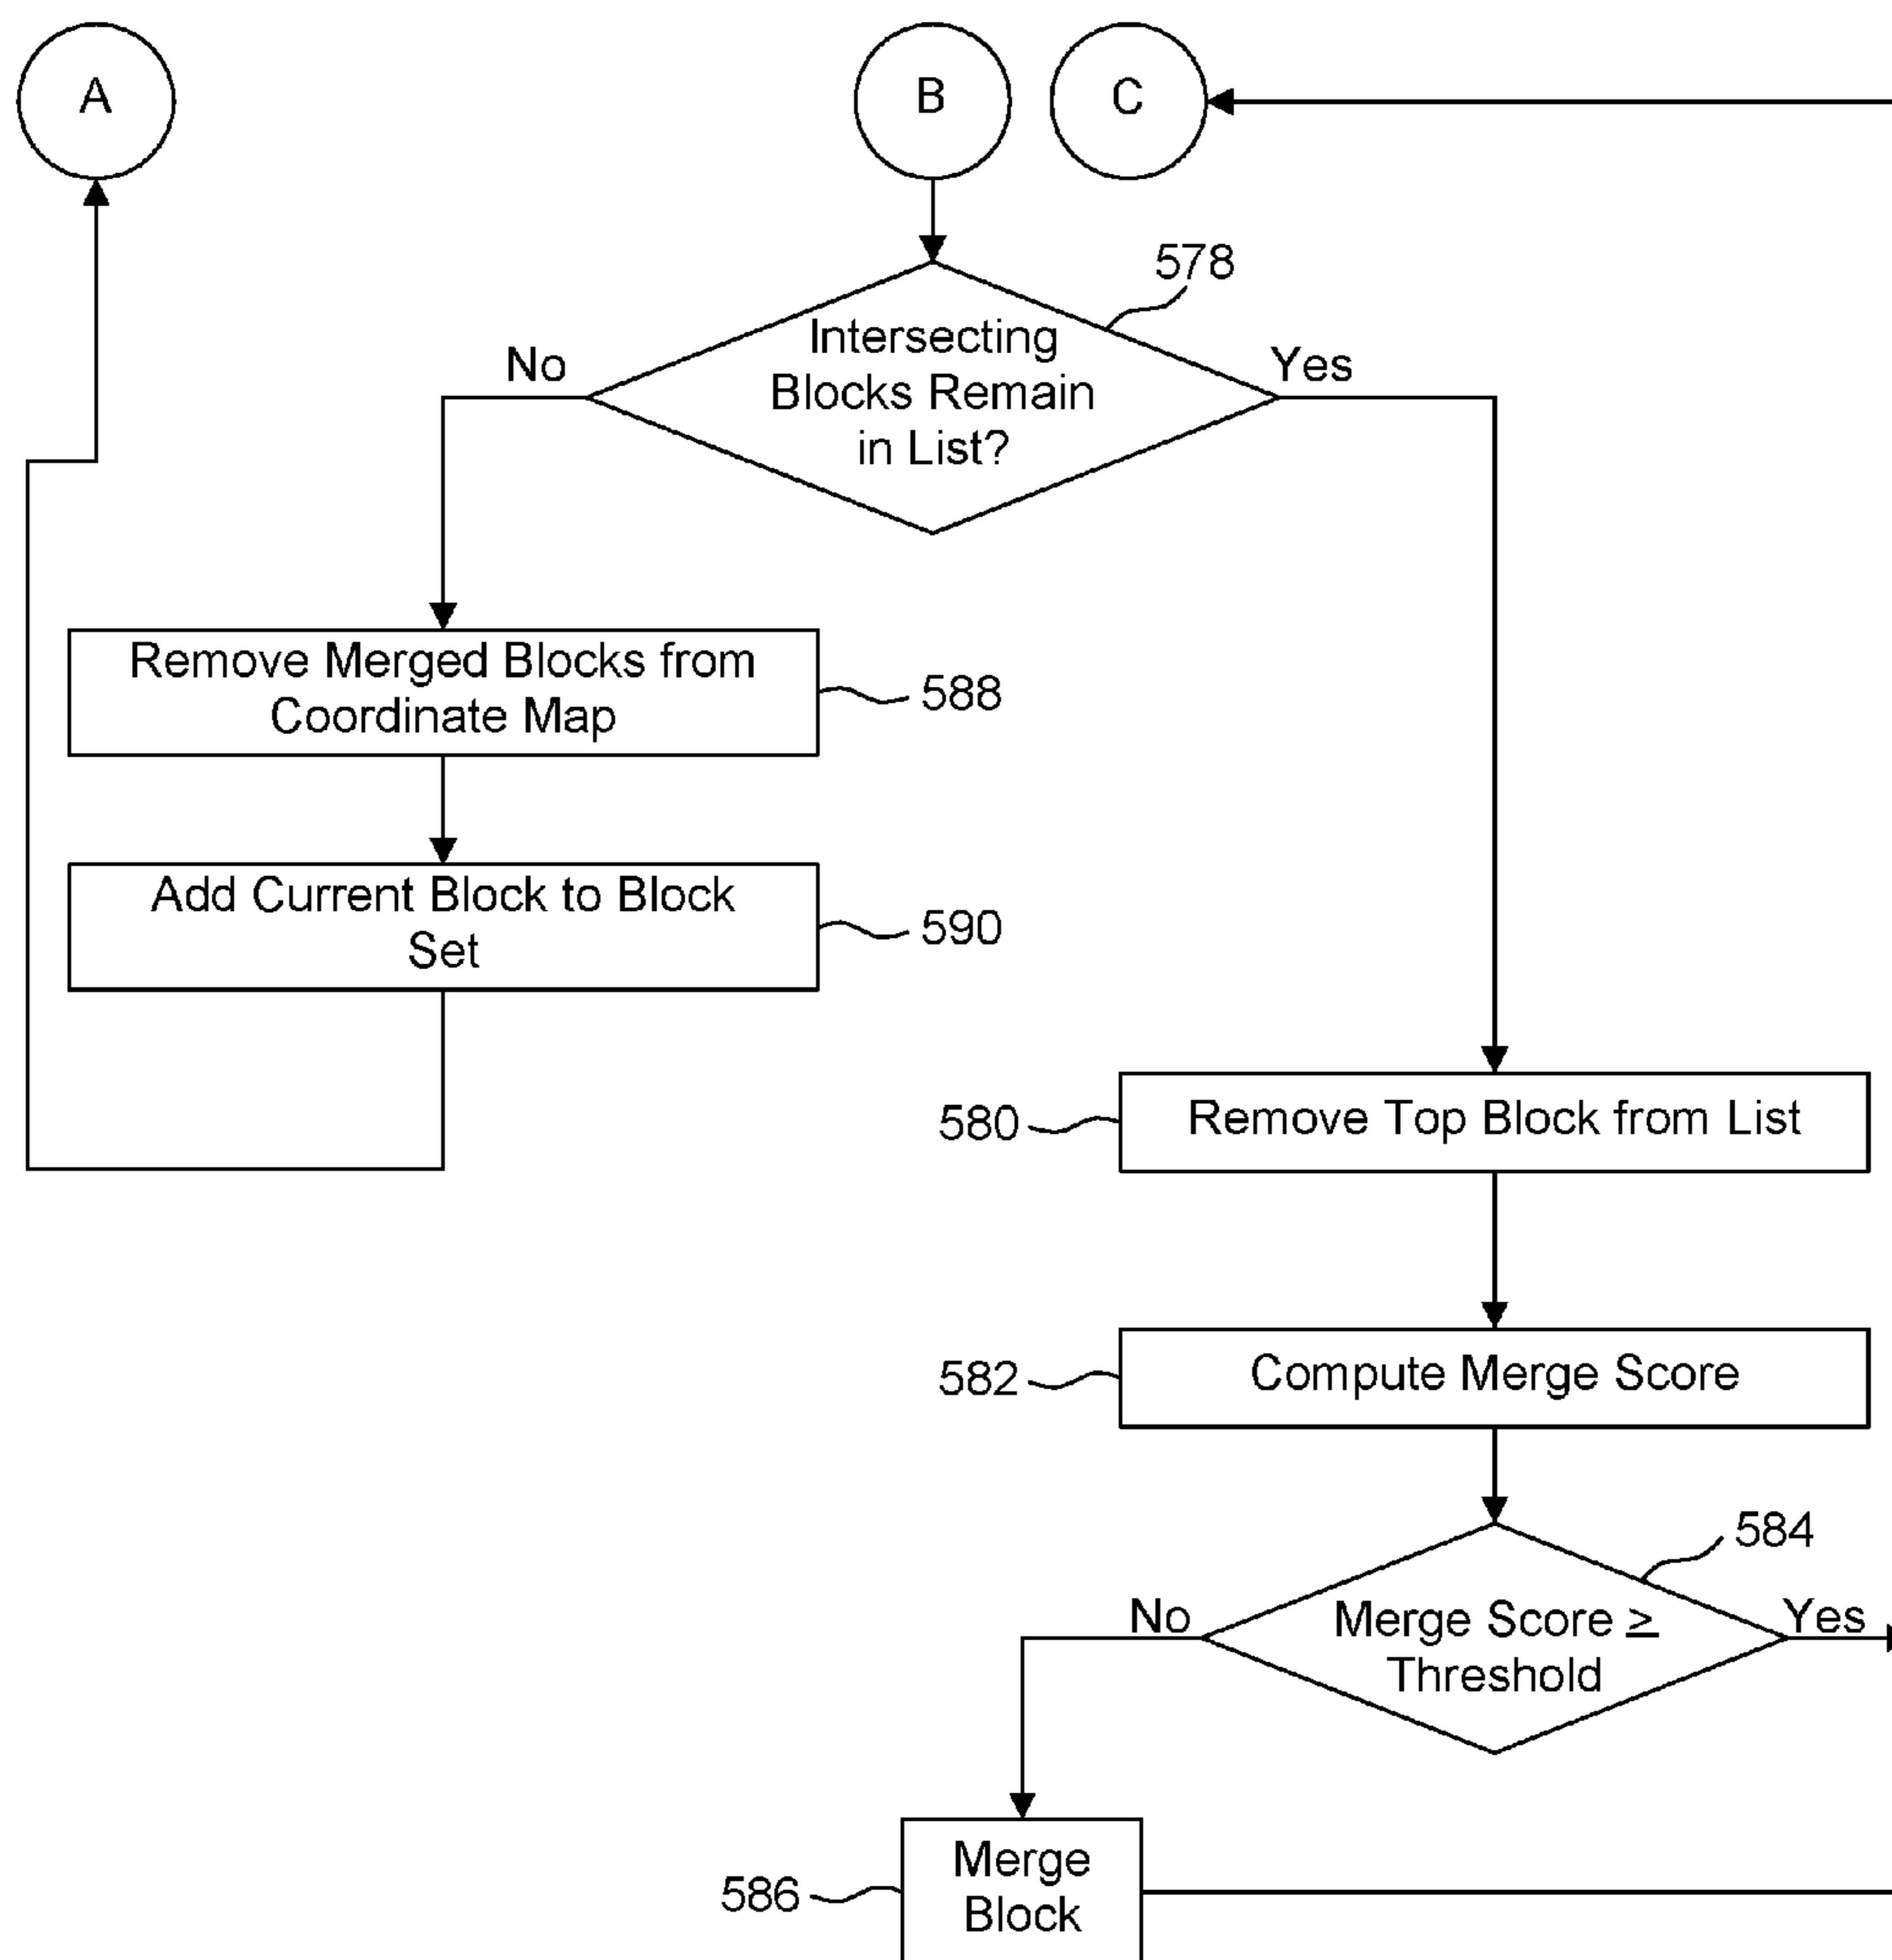 A
B
C
578
Intersecting
Blocks Remain
in List?
No
Yes
Remove Merged Blocks from
Coordinate Map
588
Add Current Block to Block
Set
590
580
Remove Top Block from List
582
Compute Merge Score
584
No
Merge Score ≥
Threshold
Yes
586
Merge
Block